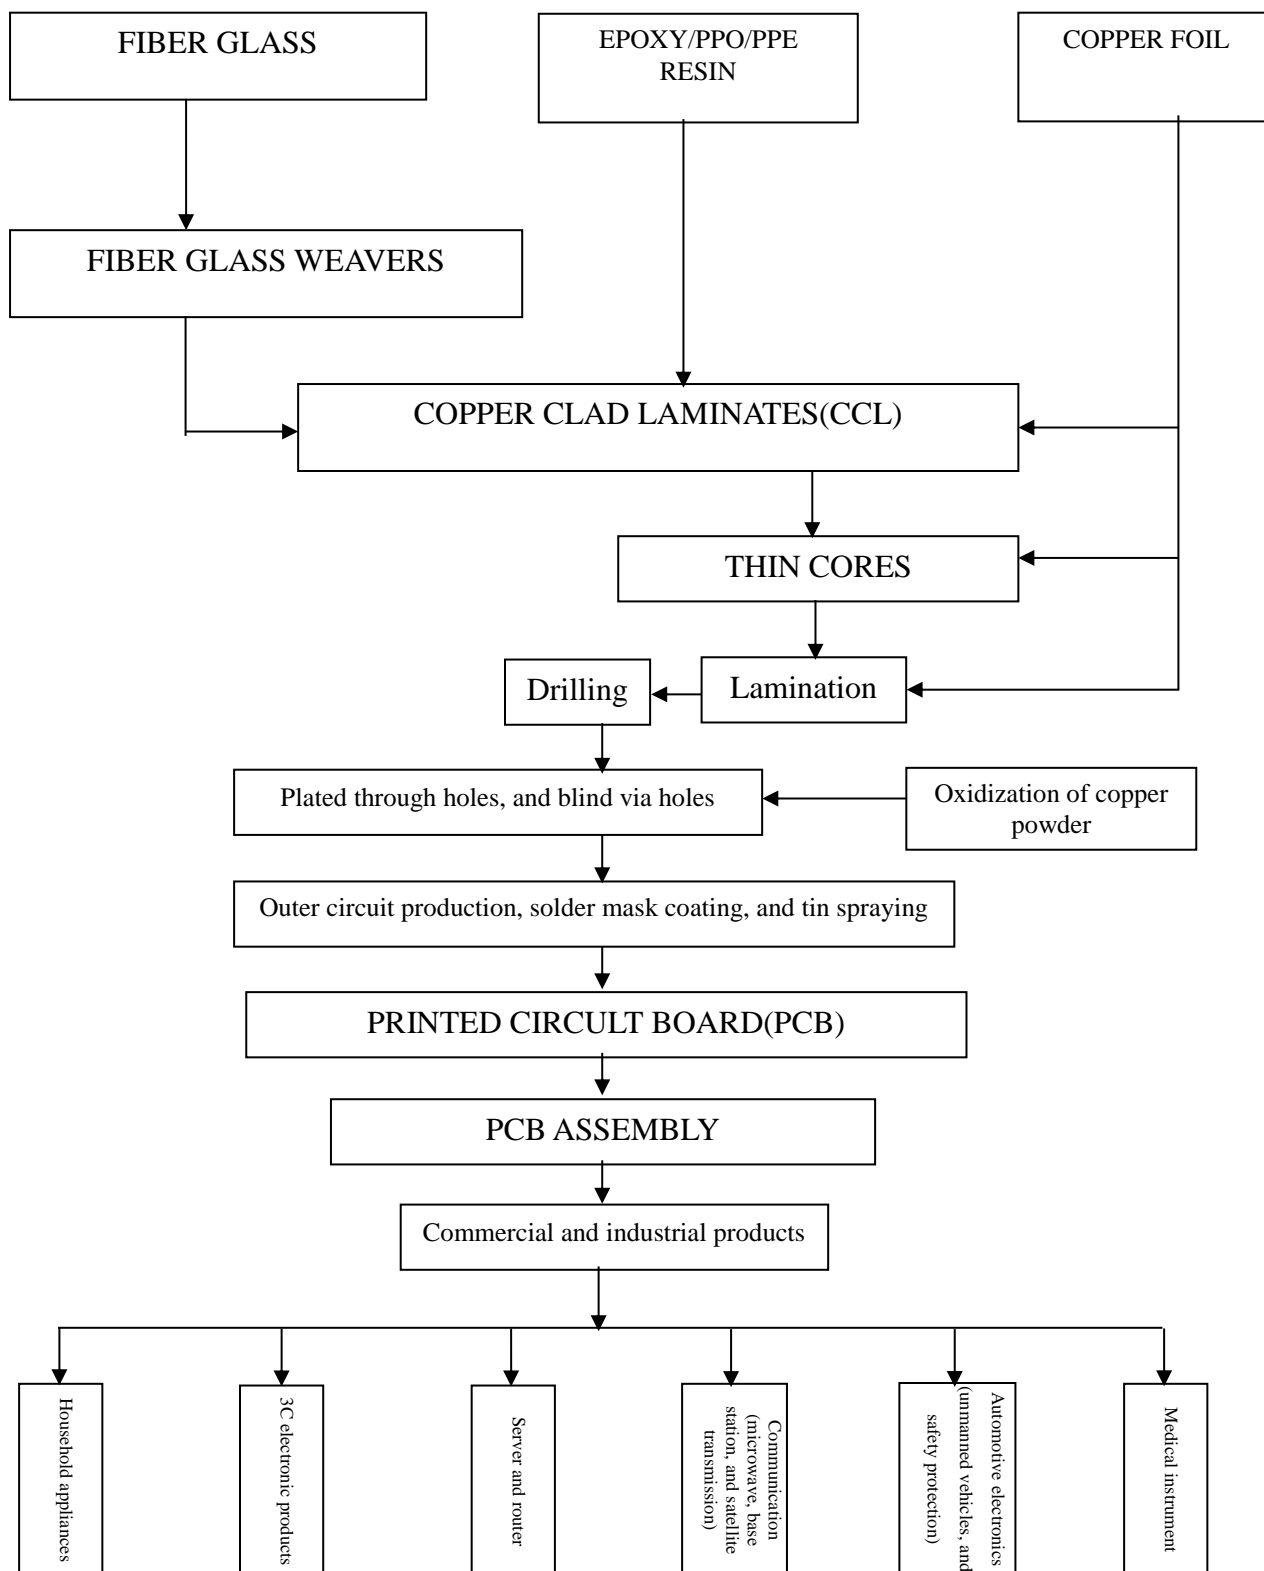 FIBER GLASS
EPOXY/PPO/PPE
RESIN
COPPER FOIL
FIBER GLASS WEAVERS
COPPER CLAD LAMINATES(CCL)
THIN CORES
Drilling
Lamination
Plated through holes, and blind via holes
Oxidization of copper
powder
Outer circuit production, solder mask coating, and tin spraying
PRINTED CIRCULT BOARD(PCB)
PCB ASSEMBLY
Commercial and industrial products
Household appliances
3C electronic products
Server and router
Communication
(microwave, base
station, and satellite
transmission)
Automotive electronics
(unmanned vehicles, and
safety protection)
Medical instrument